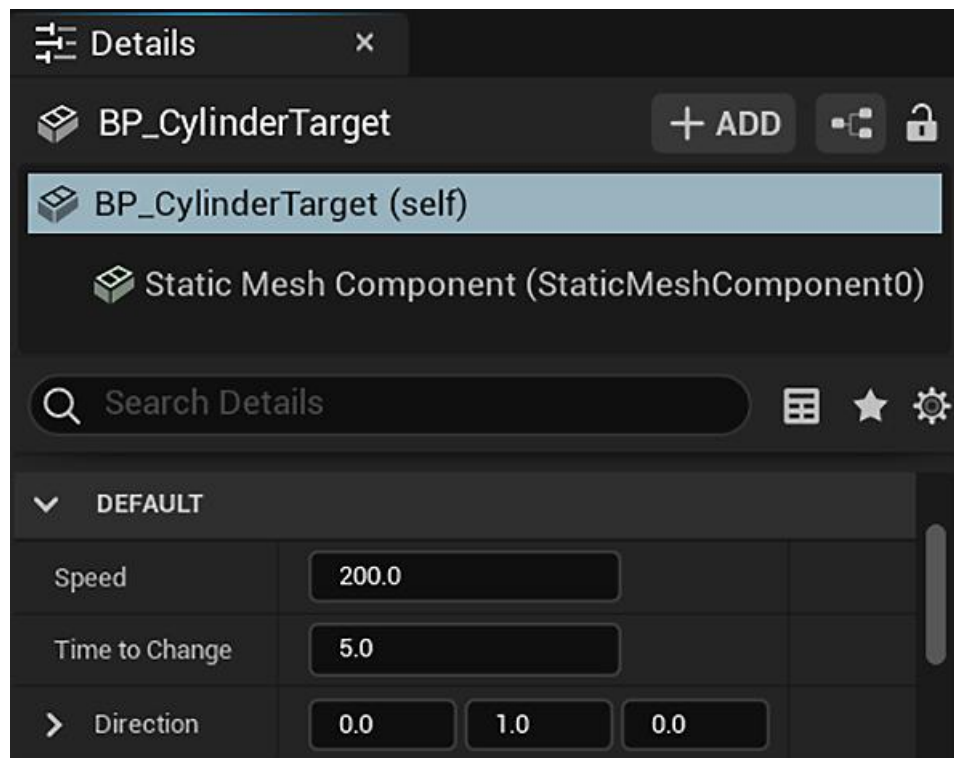 Details
BP_CylinderTarget
+ ADD
BP_CylinderTarget (self)
Static Mesh Component (StaticMeshComponent0)
Search Details
DEFAULT
Speed 200.0
Time to Change 5.0
Direction 0.0 1.0 0.0